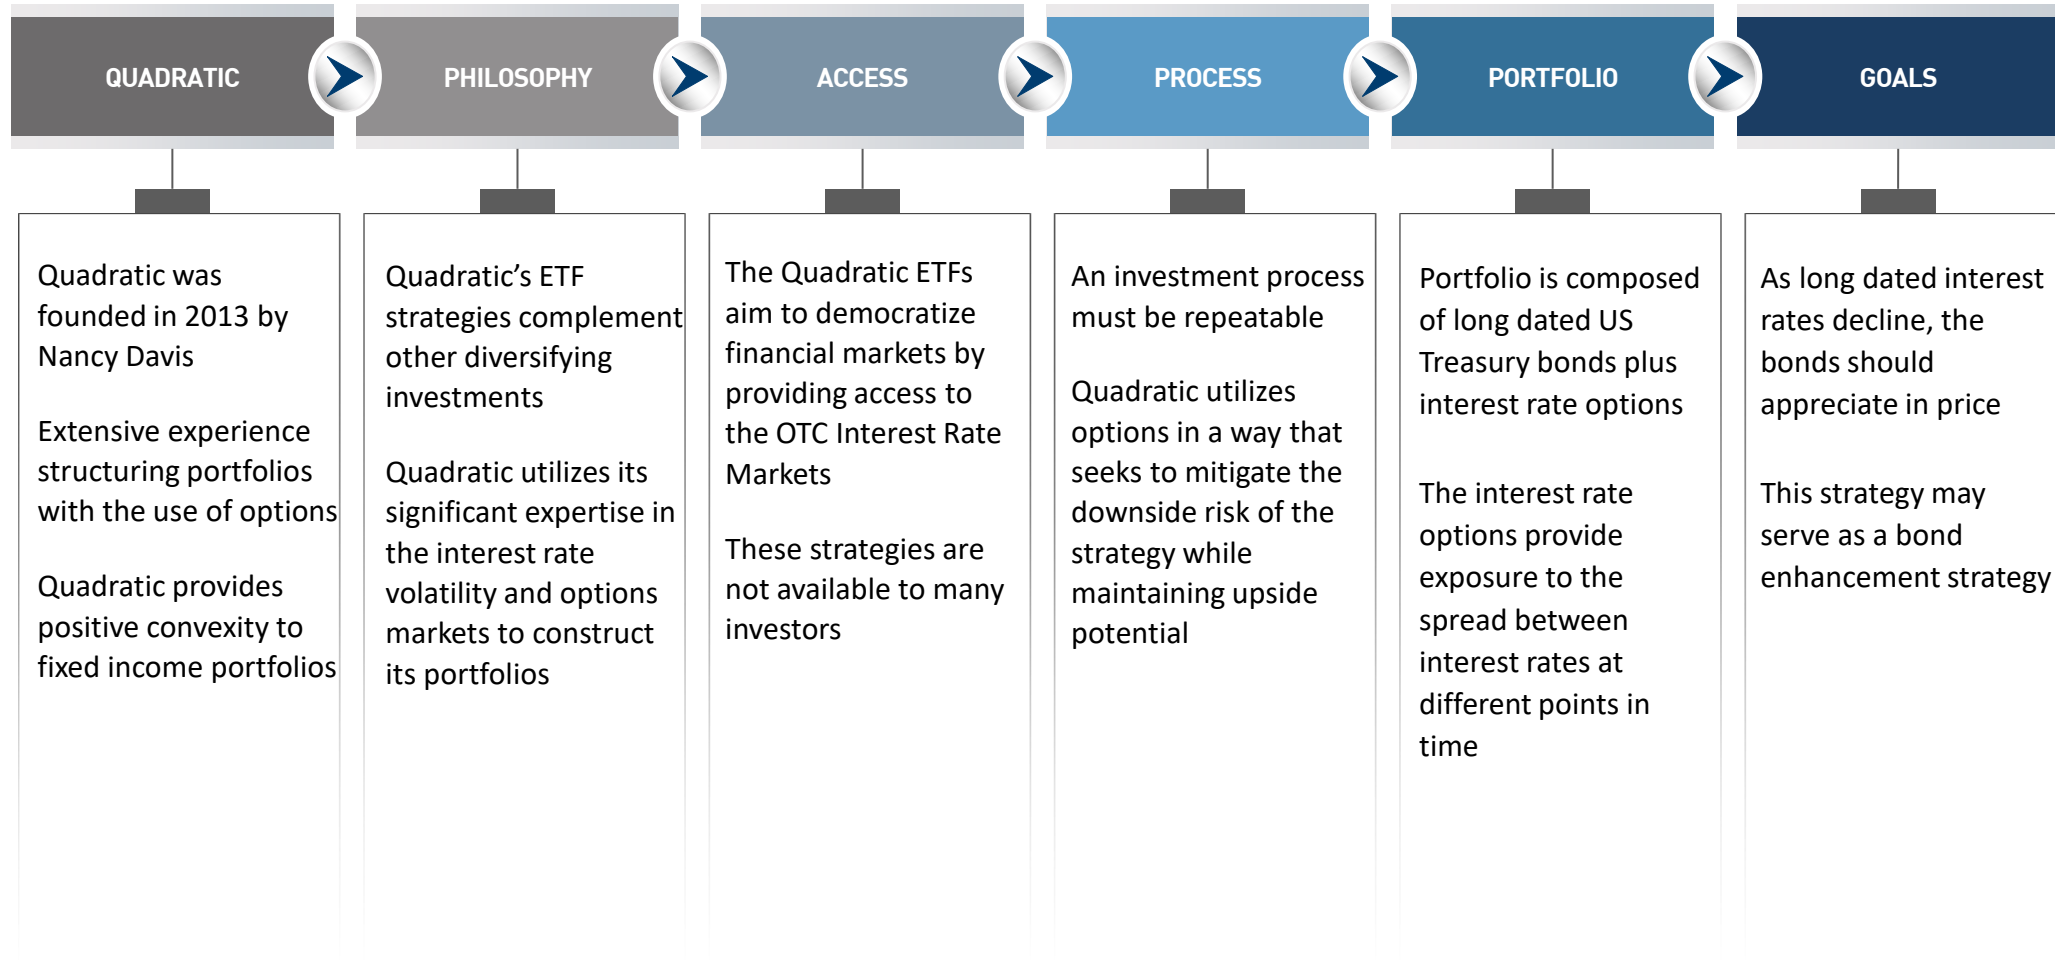 QUADRATIC
PHILOSOPHY
ACCESS
PROCESS
PORTFOLIO
GOALS
Quadratic was
founded in 2013 by
Nancy Davis
Extensive experience
structuring portfolios
with the use of options
Quadratic provides
positive convexity to
fixed income portfolios
Quadratic’s ETF
strategies complement
other diversifying
investments
Quadratic utilizes its
significant expertise in
the interest rate
volatility and options
markets to construct
its portfolios
The Quadratic ETFs
aim to democratize
financial markets by
providing access to
the OTC Interest Rate
Markets
These strategies are
not available to many
investors
An investment process
must be repeatable
Quadratic utilizes
options in a way that
seeks to mitigate the
downside risk of the
strategy while
maintaining upside
potential
Portfolio is composed
of long dated US
Treasury bonds plus
interest rate options
The interest rate
options provide
exposure to the
spread between
interest rates at
different points in
time
As long dated interest
rates decline, the
bonds should
appreciate in price
This strategy may
serve as a bond
enhancement strategy